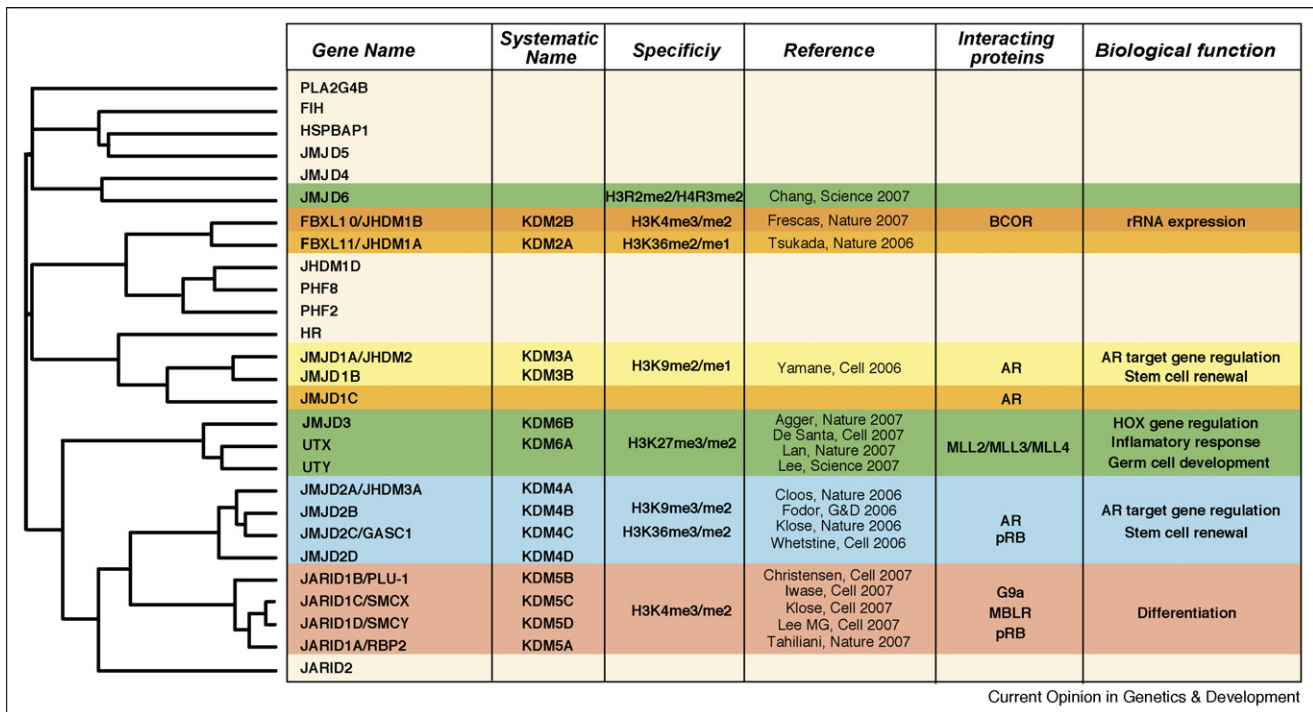 Gene Name Systematic Name Specificiy Reference Interacting proteins Biological function
PLA2G4B
FIH
HSPBAP1
JMJD5
JMJD4
JMJD6 H3R2me2/H4R3me2 Chang, Science 2007
FBXL10/JHDM1B KDM2B H3K4me3/me2 Frescas, Nature 2007 BCOR rRNA expression
FBXL11/JHDM1A KDM2A H3K36me2/me1 Tsukada, Nature 2006
JHDM1D
PHF8
PHF2
HR
JMJD1A/JHDM2 KDM3A AR target gene regulation
H3K9me2/me1 Yamane, Cell 2006 AR
JMJD1B KDM3B Stem cell renewal
JMJD1C AR
JMJD3 KDM6B Agger, Nature 2007 HOX gene regulation
UTX KDM6A H3K27me3/me2 De Santa, Cell 2007 MLL2/MLL3/MLL4 Inflamatory response
Lan, Nature 2007
UTY Lee, Science 2007 Germ cell development
JMJD2A/JHDM3A KDM4A Cloos, Nature 2006
JMJD2B KDM4B H3K9me3/me2 Fodor, G&D 2006 AR target gene regulation
JMJD2C/GASC1 KDM4C H3K36me3/me2 Klose, Nature 2006 AR Stem cell renewal
Whetstine, Cell 2006 pRB
JMJD2D KDM4D
JARID1B/PLU-1 KDM5B Christensen, Cell 2007
Iwase, Cell 2007 G9a
JARID1C/SMCX KDM5C H3K4me3/me2 Klose, Cell 2007 MBLR Differentiation
JARID1D/SMCY KDM5D Lee MG, Cell 2007 pRB
JARID1A/RBP2 KDM5A Tahiliani, Nature 2007
JARID2
Current Opinion in Genetics & Development